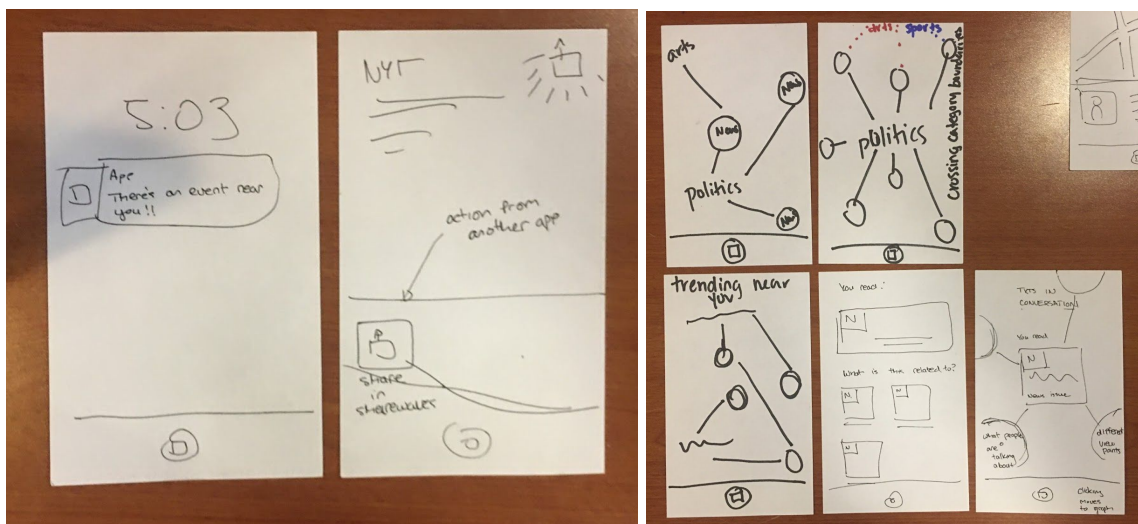 5:03
D
App
There's an event near
you!!
D
NYT
action from
another app
share
in
sharewaves
arts
News
News
politics
News
arts
sports
politics
crossing category boundaries
trending near
you
You read:
N
What is this related to?
N
N
N
TIES IN
CONVERSATION
You read
N
News issue
what people
are
talking
about
different
view
points
clicking
moves
to graph